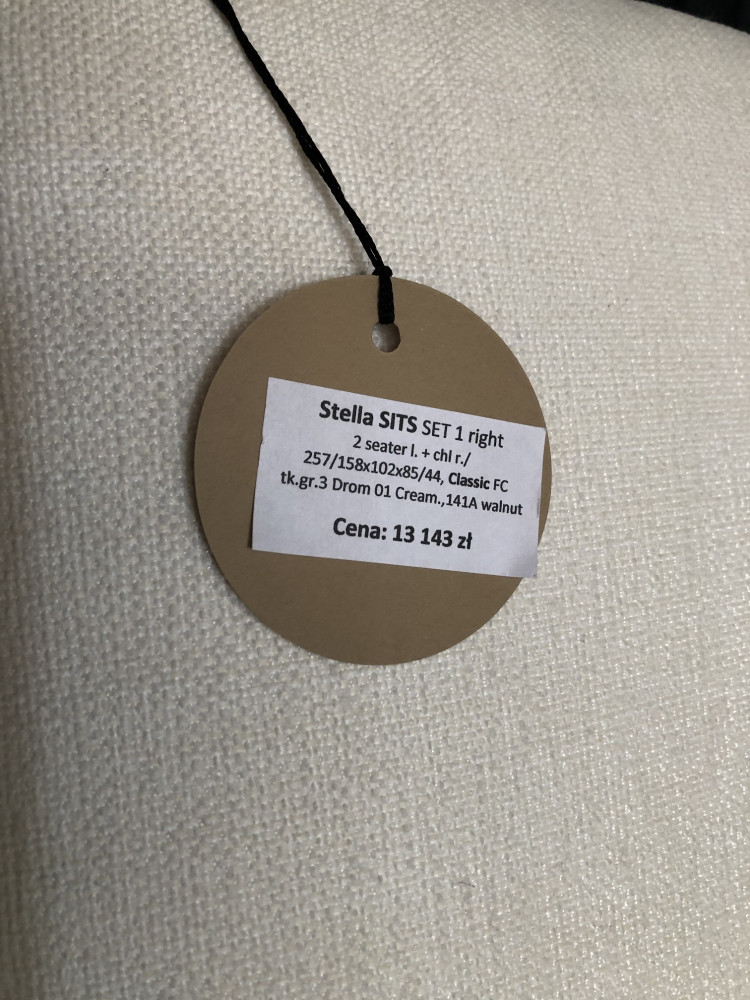 Stella SITS SET 1 right
2 seater l. + chl r./
257/158x102x85/44, Classic FC
tk.gr.3 Drom 01 Cream.,141A walnut
Cena: 13 143 zł